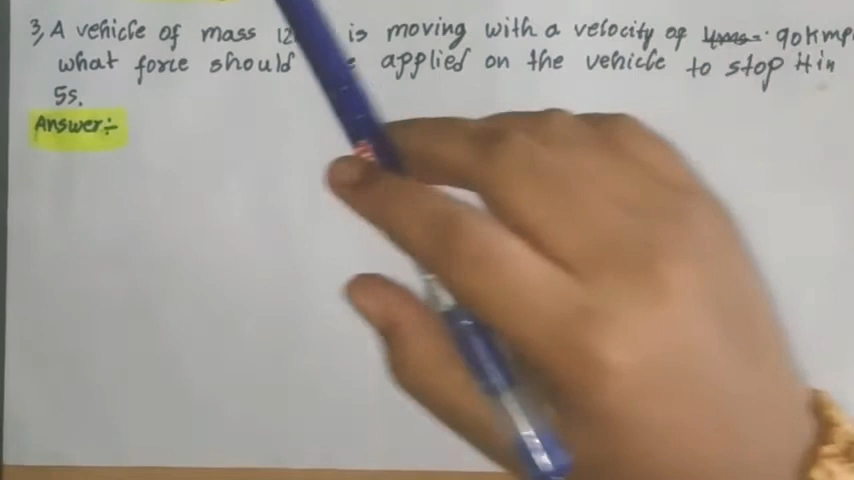 3, A vehicle of mass is moving with a velocity of 90kmp
what force should applied on the vehicle to stop it in
5s.
Answer:-